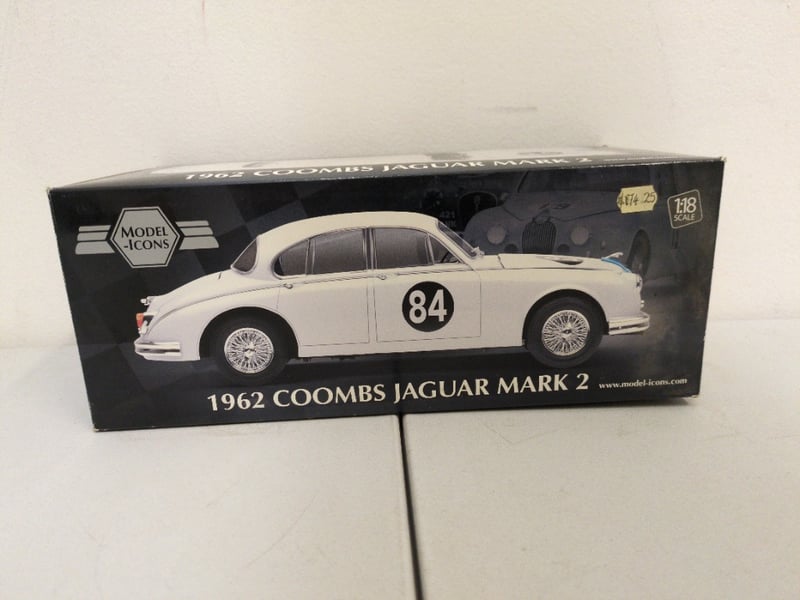 1962 COOMBS JAGUAR MARK 2
MODEL
-ICONS
1:18
SCALE
84
1962 COOMBS JAGUAR MARK 2
www.model-icons.com